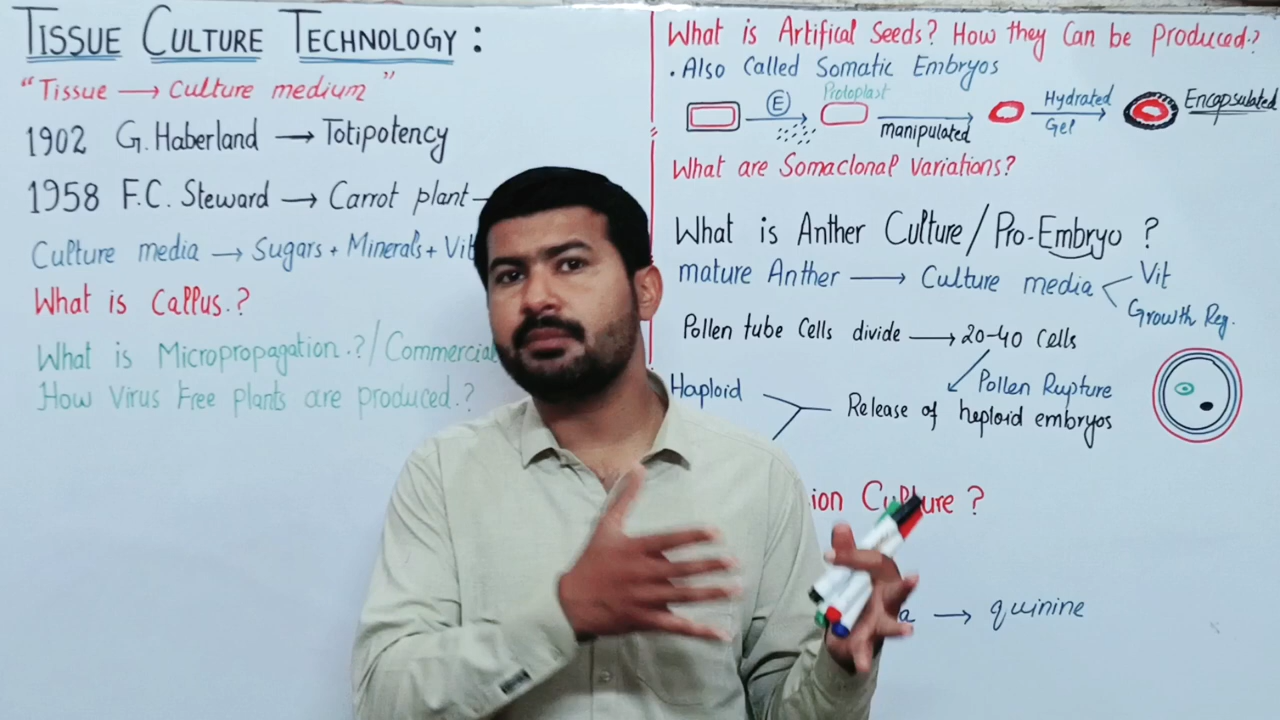 TISSUE CULTURE TECHNOLOGY :
"Tissue → Culture medium"
1902 G. Haberland → Totipotency
1958 F.C. Steward → Carrot plant →
Culture media → Sugars + Minerals + Vit
What is Callus.?
What is Micropropagation.?/Commercial
How Virus Free plants are produced.?
What is Artifical Seeds? How they Can be Produced.?
. Also Called Somatic Embryos
E
Protoplast
manipulated
Hydrated
Gel
Encapsulated
What are Somaclonal Variations?
What is Anther Culture/Pro-Embryo ?
mature Anther → Culture media
Vit
Growth Reg.
Pollen tube Cells divide → 20-40 Cells
Pollen Rupture
Haploid
Release of heploid embryos
ion Culture ?
a → quinine